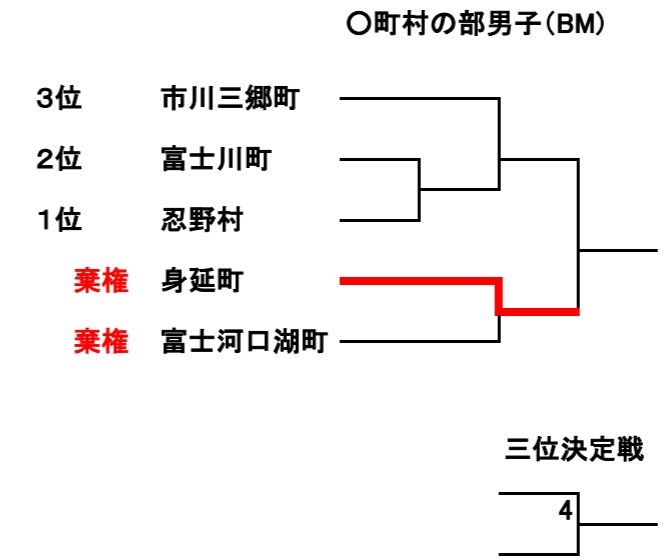 〇町村の部男子(BM)
3位 市川三郷町
2位 富士川町
1位 忍野村
棄権 身延町
棄権 富士河口湖町
三位決定戦
4